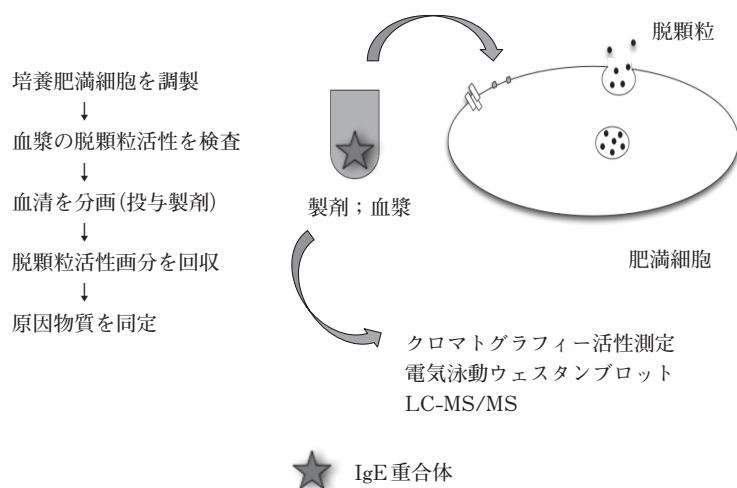 培養肥満細胞を調製
↓
血漿の脱顆粒活性を検査
↓
血清を分画(投与製剤)
↓
脱顆粒活性画分を回収
↓
原因物質を同定
脱顆粒
製剤；血漿
肥満細胞
クロマトグラフィー活性測定
電気泳動ウェスタンブロット
LC-MS/MS
IgE重合体